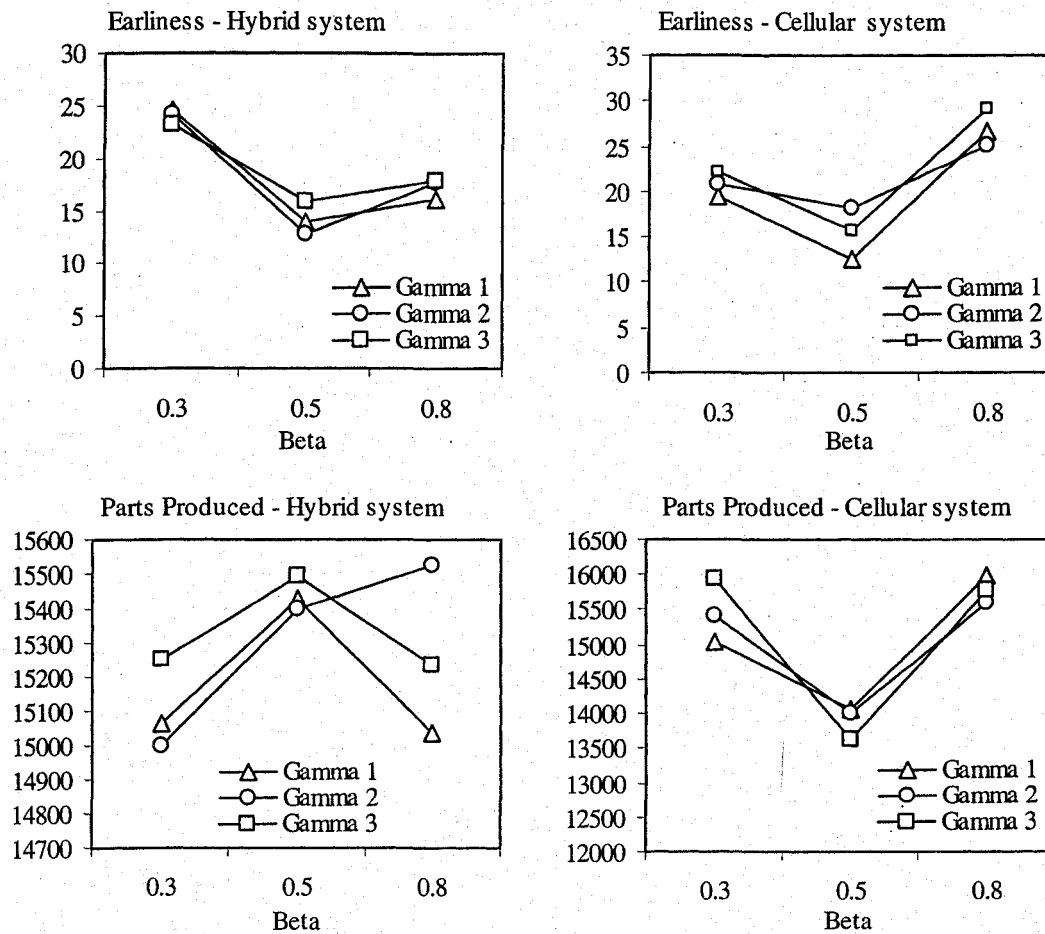 Earliness - Hybrid system
30
25
20
15
10
5
0
Gamma 1
Gamma 2
Gamma 3
0.3 0.5 0.8
Beta
Earliness - Cellular system
35
30
25
20
15
10
5
0
Gamma 1
Gamma 2
Gamma 3
0.3 0.5 0.8
Beta
Parts Produced - Hybrid system
15600
15500
15400
15300
15200
15100
15000
14900
14800
14700
Gamma 1
Gamma 2
Gamma 3
0.3 0.5 0.8
Beta
Parts Produced - Cellular system
16500
16000
15500
15000
14500
14000
13500
13000
12500
12000
Gamma 1
Gamma 2
Gamma 3
0.3 0.5 0.8
Beta